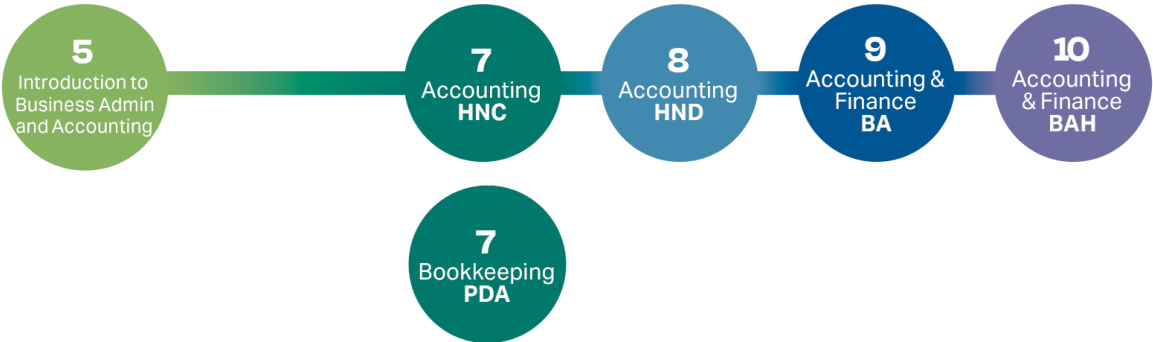 5
Introduction to
Business Admin
and Accounting
7
Accounting
HNC
8
Accounting
HND
9
Accounting &
Finance
BA
10
Accounting
& Finance
BAH
7
Bookkeeping
PDA